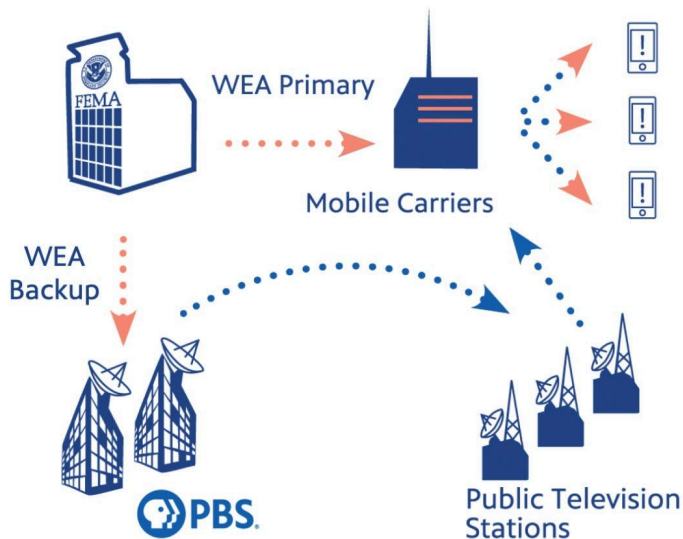 FEMA
WEA Primary
Mobile Carriers
!
!
!
WEA
Backup
PBS.
Public Television
Stations